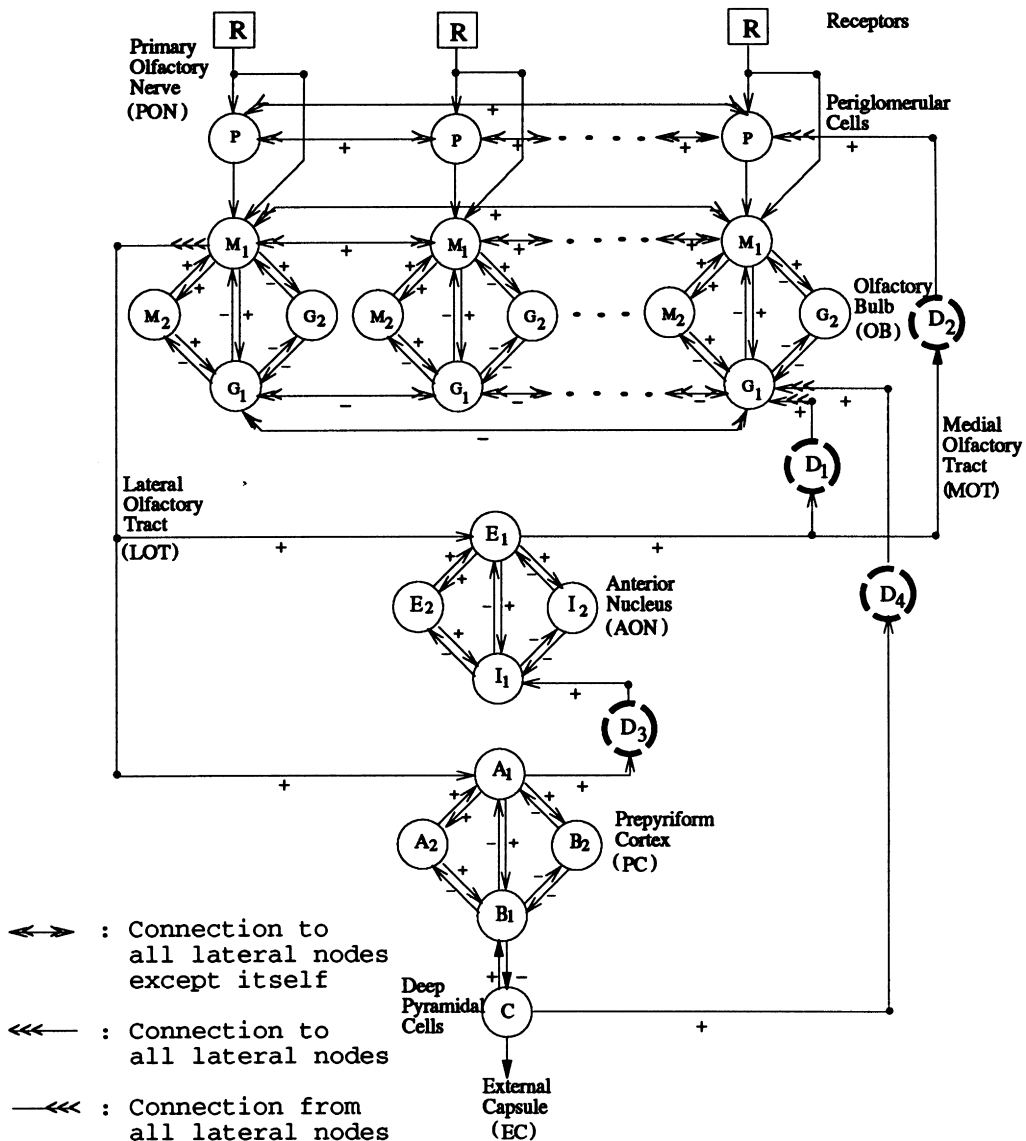 R R R
Receptors
Primary
Olfactory
Nerve
(PON)
+
Periglomerular
Cells
P P P
+ + + +
+
M1 M1 M1
+ + +
+ + + + + + + + +
M2 G2 M2 G2 M2 G2
- + - + - +
Olfactory
Bulb
(OB)
D2
+ - + - + -
- - - - - -
G1 G1 G1
- - -
+ +
-
D1
Medial
Olfactory
Tract
(MOT)
Lateral
Olfactory
Tract
(LOT)
+ E1 +
+ + + -
E2 - + I2
Anterior
Nucleus
(AON)
D4
+ - - -
I1
+
D3
+ A1 +
+ + + -
A2 - + B2
Prepyriform
Cortex
(PC)
+ - - -
B1
+ -
Deep
Pyramidal
Cells
C
+
External
Capsule
(EC)
: Connection to
all lateral nodes
except itself
: Connection to
all lateral nodes
: Connection from
all lateral nodes